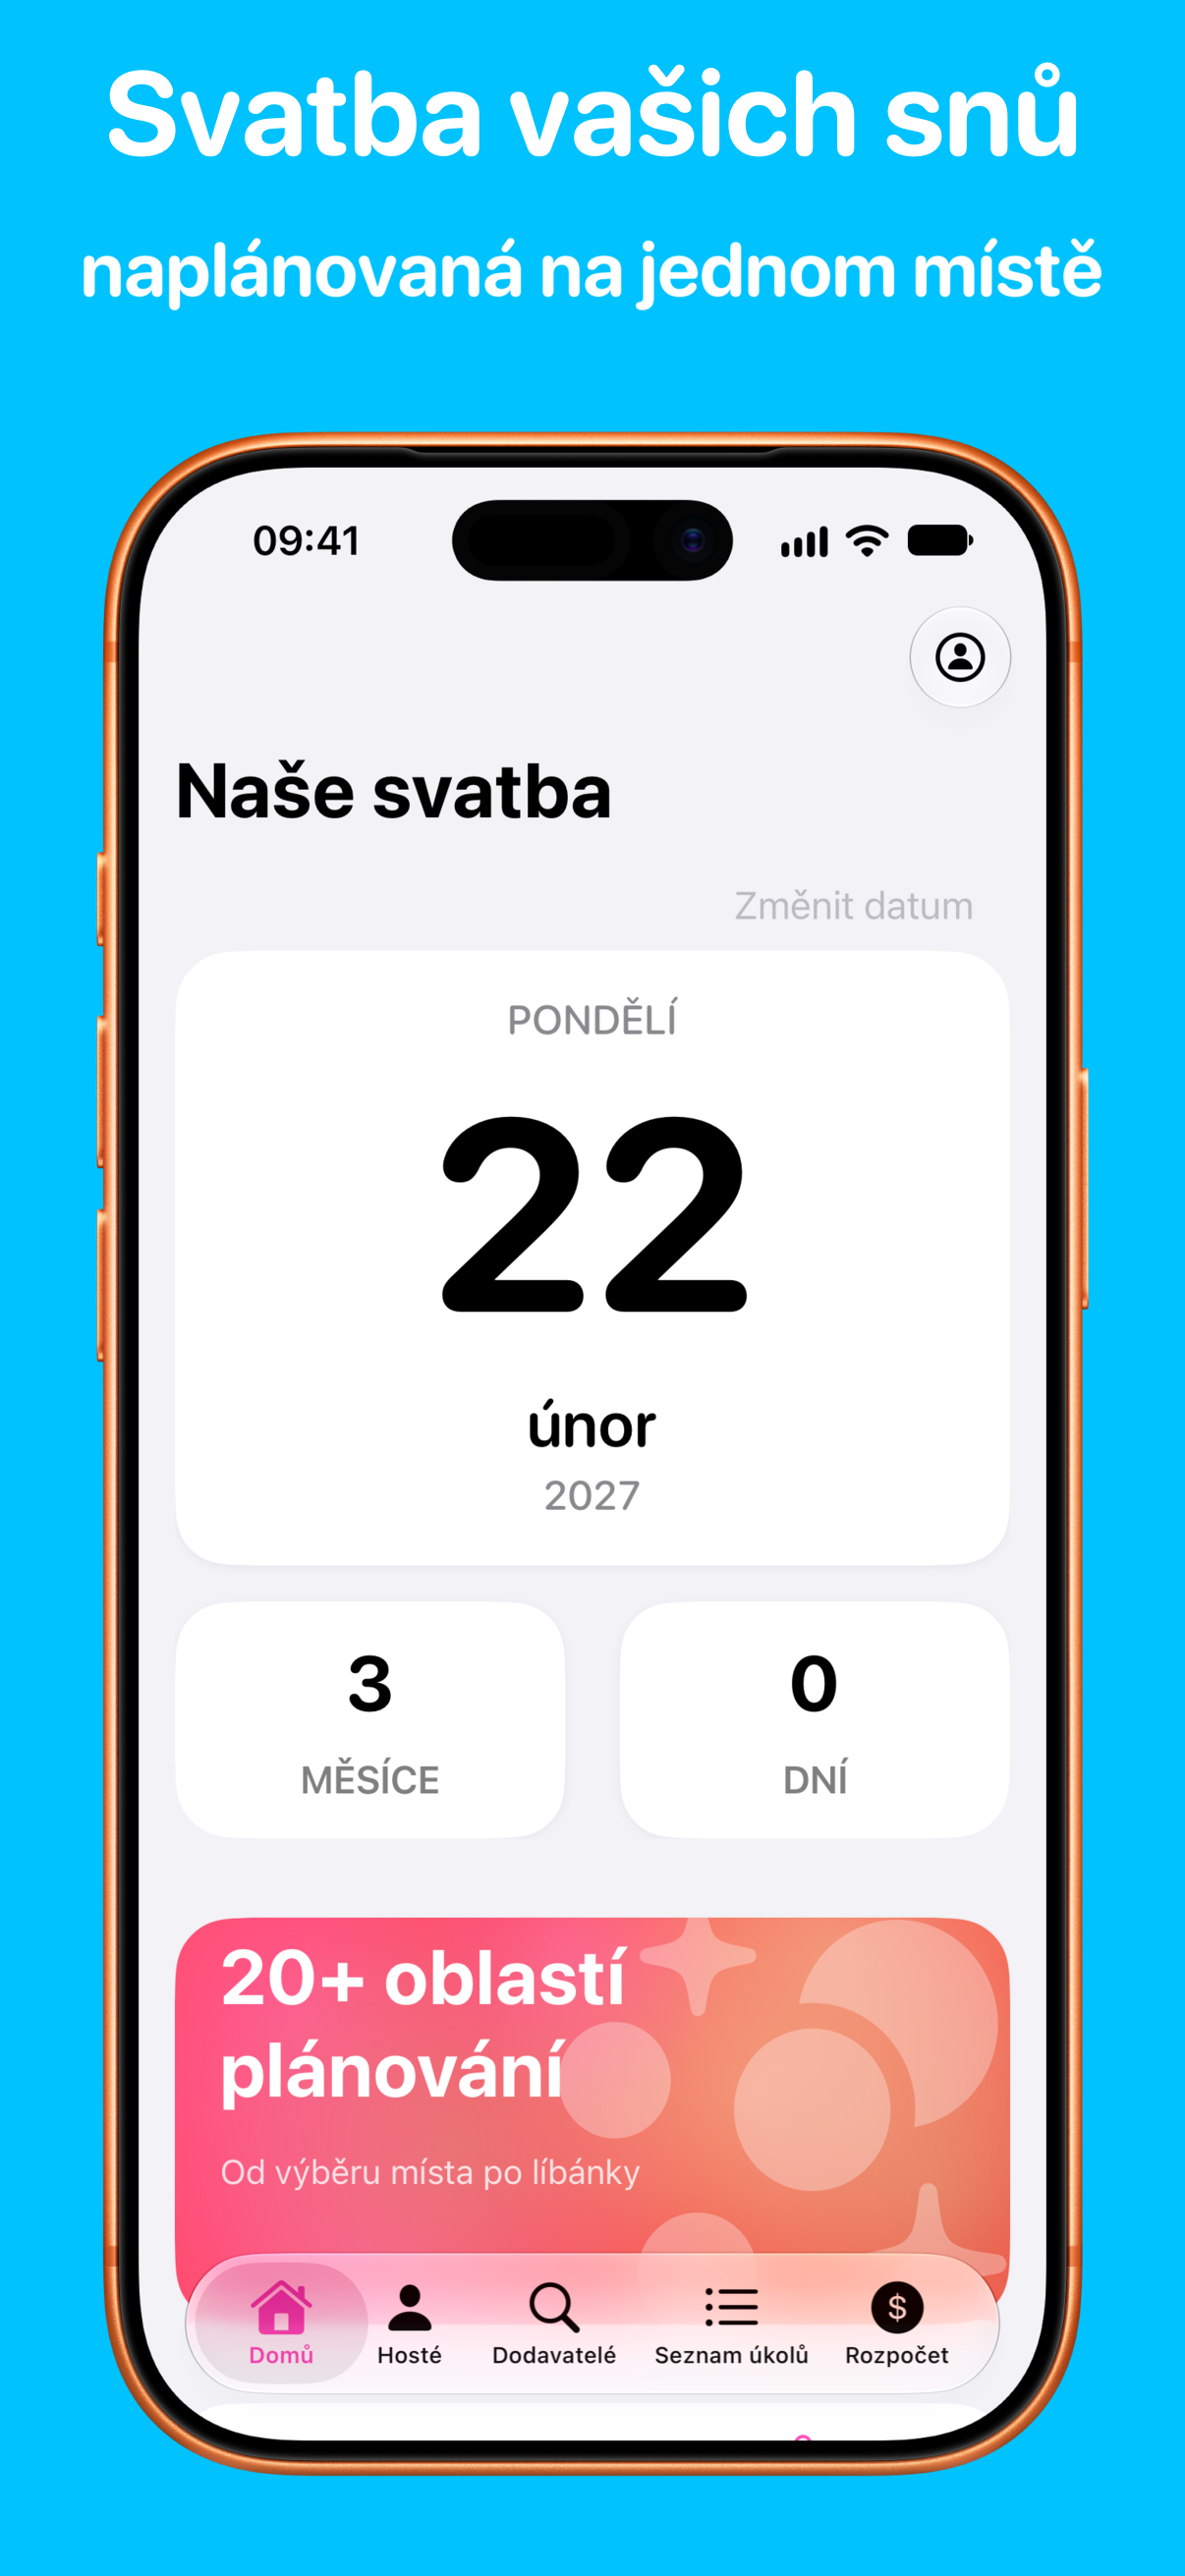 Svatba vašich snů
naplánovaná na jednom místě
09:41
Naše svatba
Změnit datum
PONDĚLÍ
22
únor
2027
3
MĚSÍCE
0
DNÍ
20+ oblastí
plánování
Od výběru místa po líbánky
$
Domů Hosté Dodavatelé Seznam úkolů Rozpočet